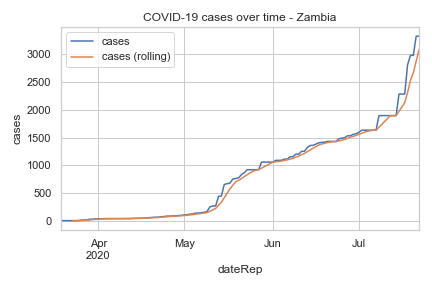 COVID-19 cases over time - Zambia
cases
cases (rolling)
3000
2500
2000
1500
1000
500
0
cases
Apr
2020
May
Jun
Jul
dateRep